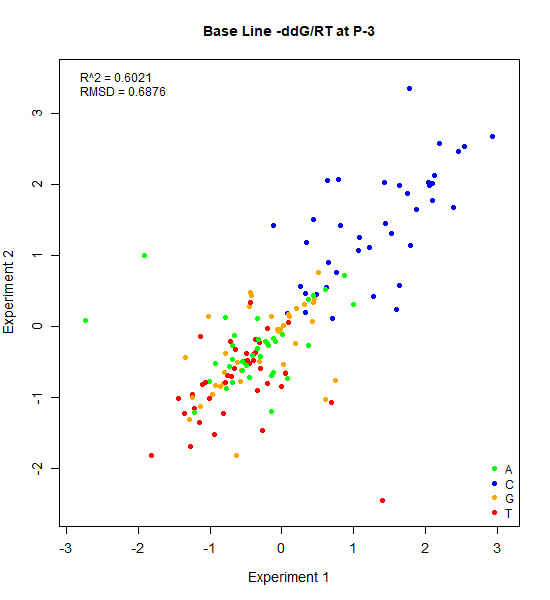 Base Line -ddG/RT at P-3
R^2 = 0.6021
RMSD = 0.6876
Experiment 2
3
2
1
0
-1
-2
A
C
G
T
-3 -2 -1 0 1 2 3
Experiment 1